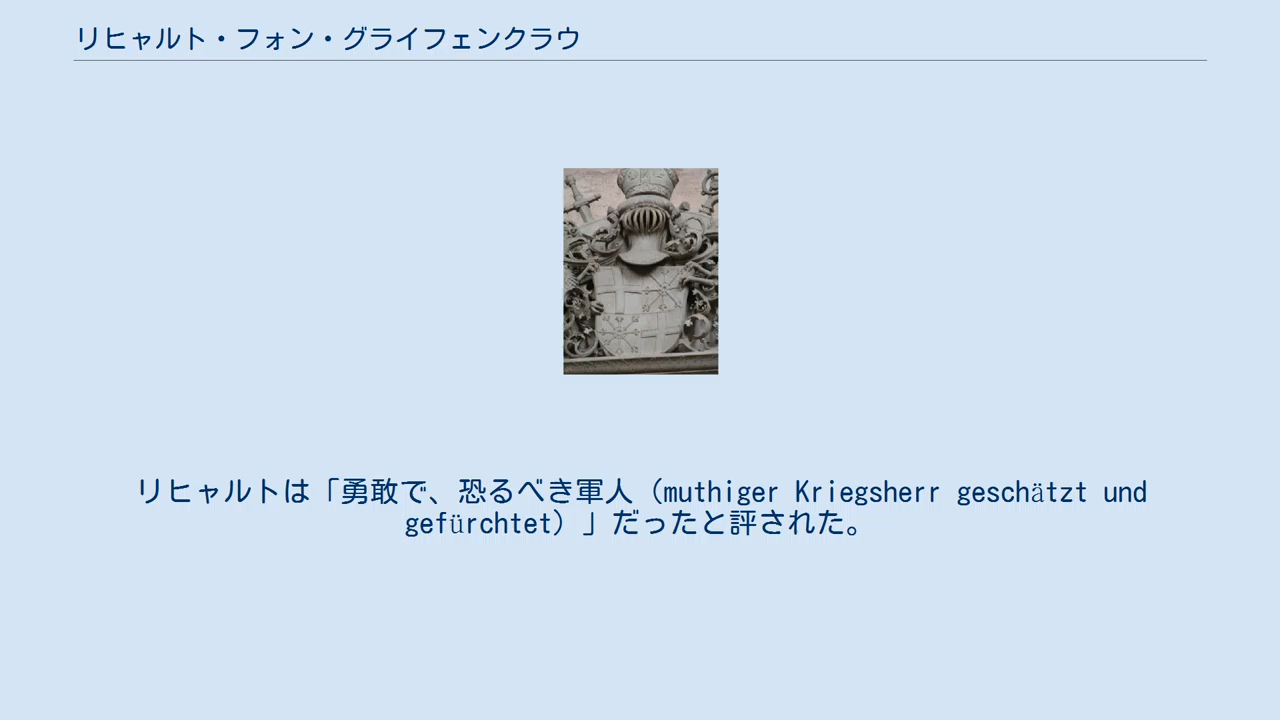 リヒャルト・フォン・グライフェンクラウ
リヒャルトは「勇敢で、恐るべき軍人（muthiger Kriegsherr geschätzt und
gefürchtet）」だったと評された。